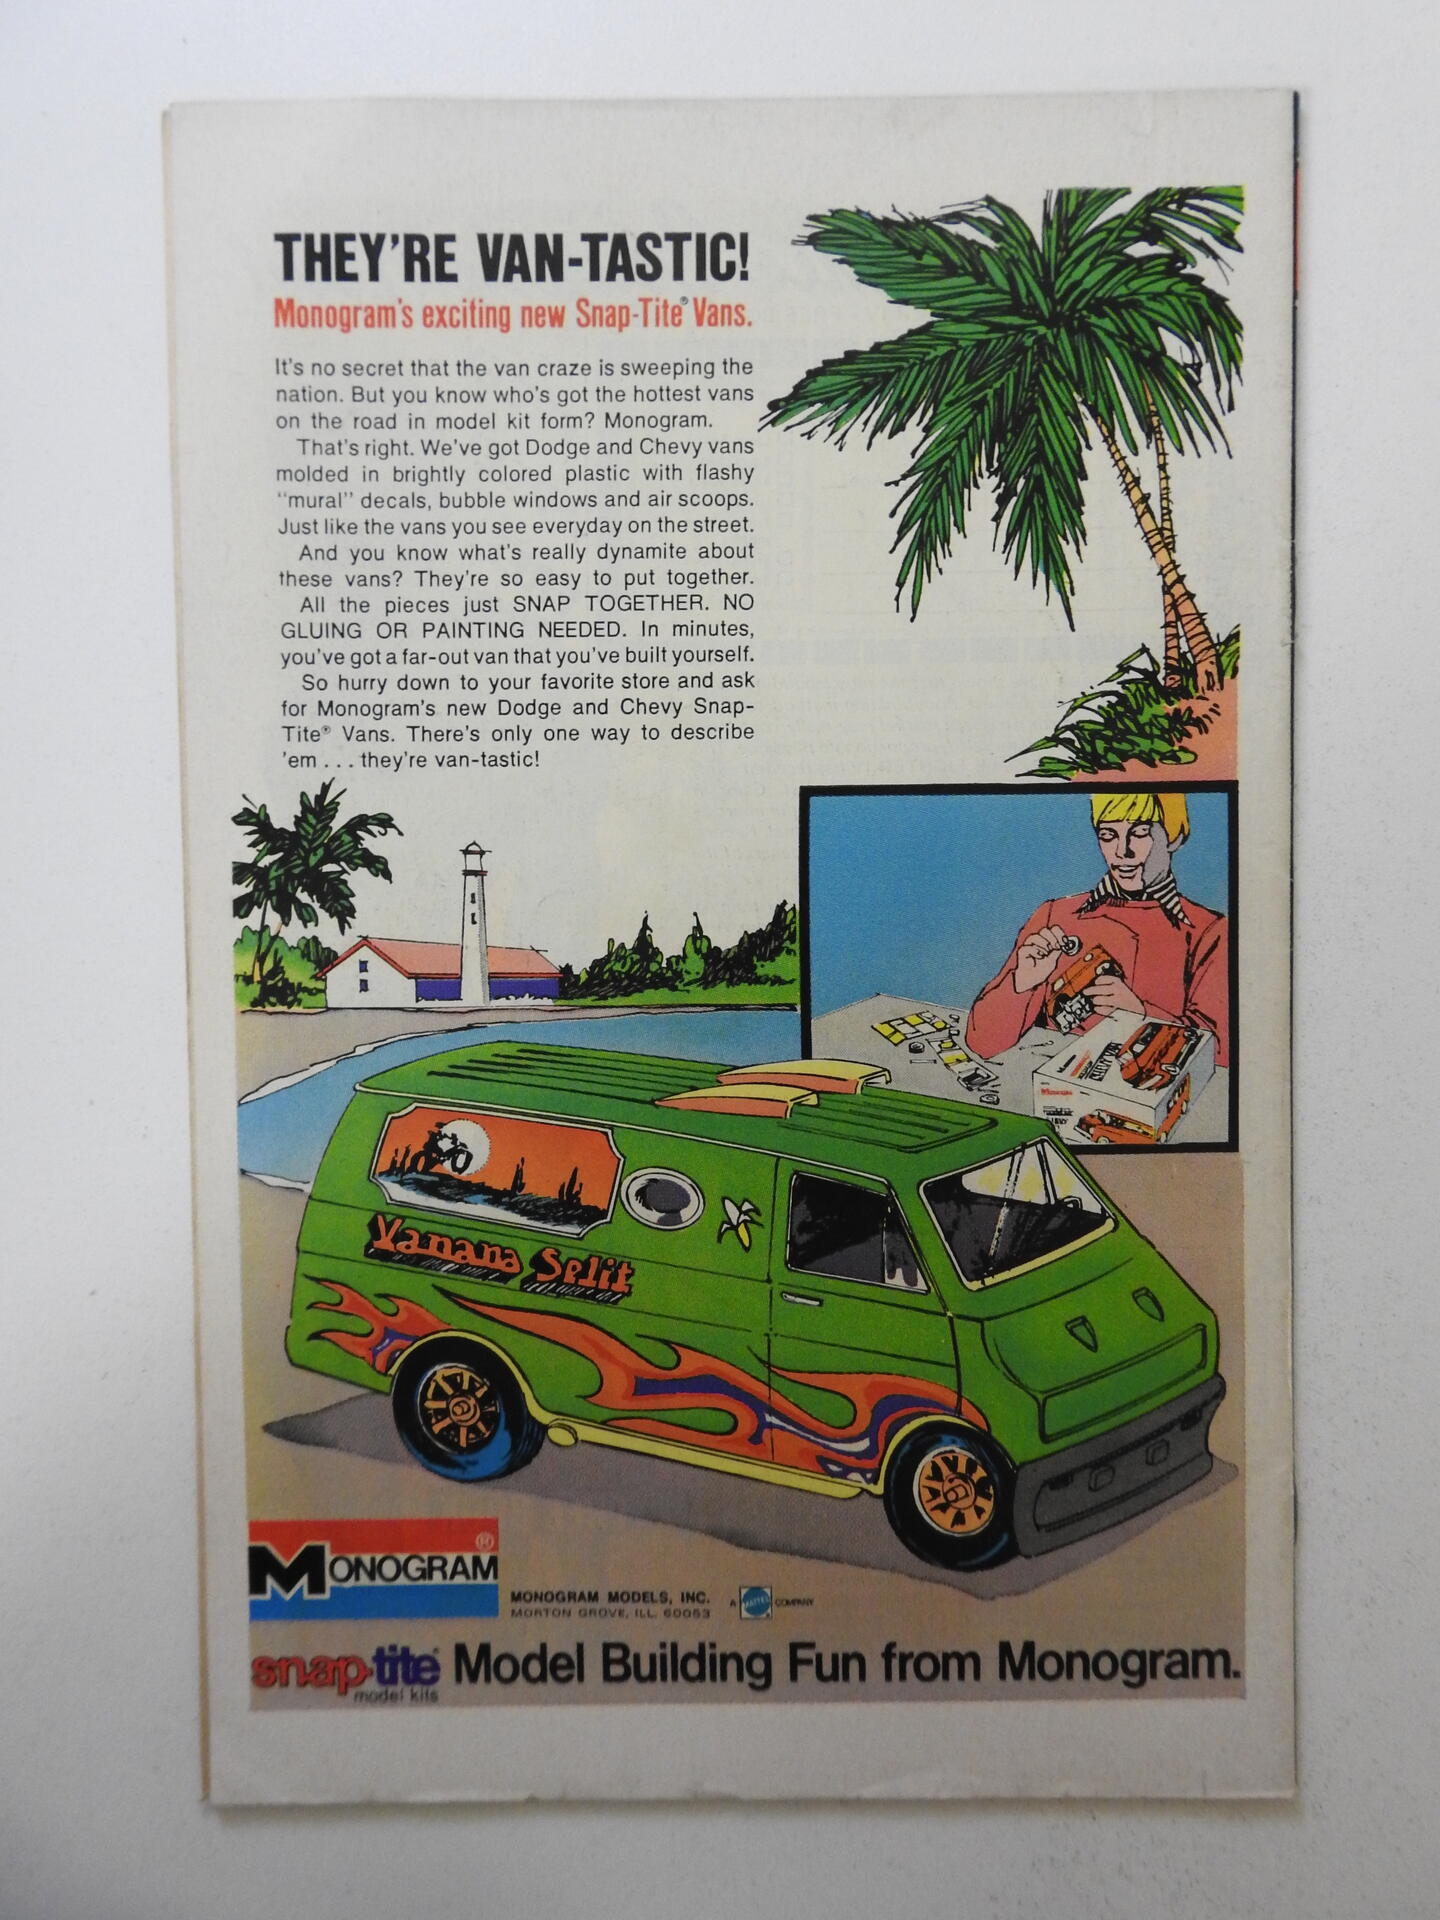 THEY'RE VAN-TASTIC!
Monogram's exciting new Snap-Tite® Vans.
It's no secret that the van craze is sweeping the
nation. But you know who's got the hottest vans
on the road in model kit form? Monogram.
That's right. We've got Dodge and Chevy vans
molded in brightly colored plastic with flashy
"mural" decals, bubble windows and air scoops.
Just like the vans you see everyday on the street.
And you know what's really dynamite about
these vans? They're so easy to put together.
All the pieces just SNAP TOGETHER. NO
GLUING OR PAINTING NEEDED. In minutes,
you've got a far-out van that you've built yourself.
So hurry down to your favorite store and ask
for Monogram's new Dodge and Chevy Snap-
Tite® Vans. There's only one way to describe
'em . . . they're van-tastic!
Vanana Split
MONOGRAM ®
MONOGRAM MODELS, INC.
MORTON GROVE, ILL. 60053
A MATTEL COMPANY
snap-tite Model Building Fun from Monogram.
model kits